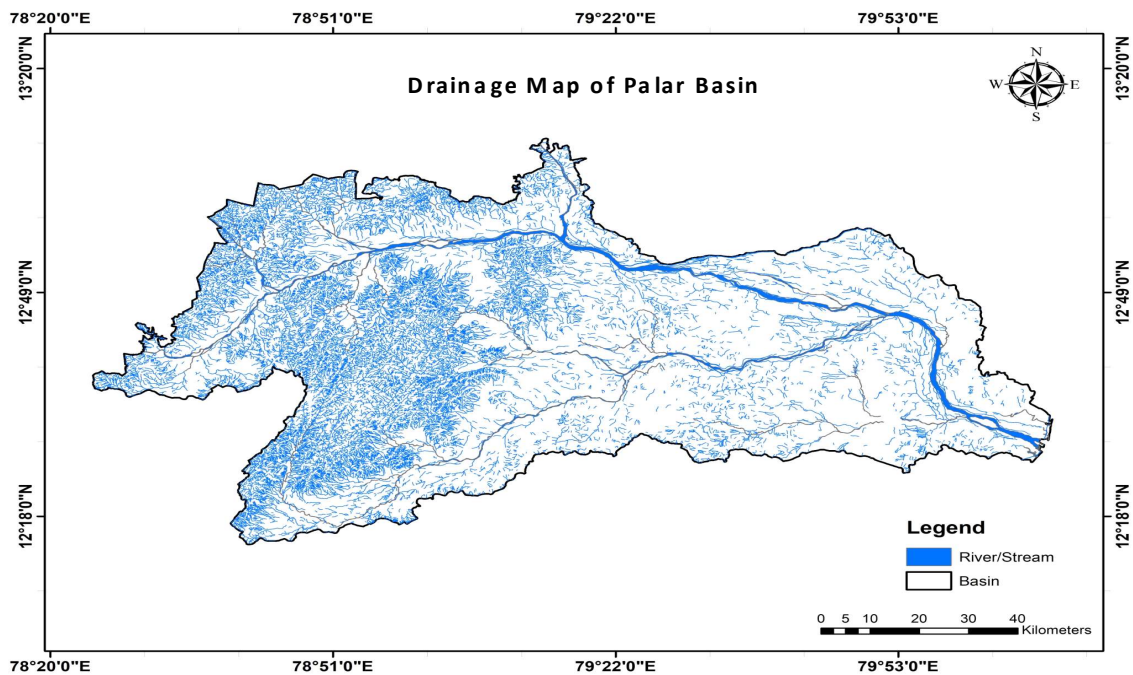 78°20'0"E 78°51'0"E 79°22'0"E 79°53'0"E
13°20'0"N 13°20'0"N
Drainage Map of Palar Basin
N
W E
S
12°49'0"N 12°49'0"N
12°18'0"N 12°18'0"N
Legend
River/Stream
Basin
0 5 10 20 30 40
Kilometers
78°20'0"E 78°51'0"E 79°22'0"E 79°53'0"E